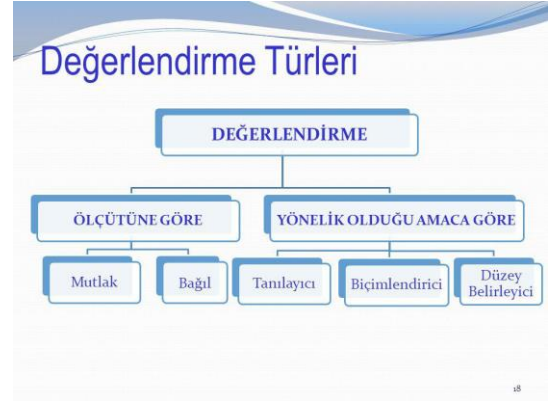 Değerlendirme Türleri
DEĞERLENDİRME
ÖLÇÜTÜNE GÖRE
YÖNELİK OLDUĞU AMACA GÖRE
Mutlak
Bağıl
Tanılayıcı
Biçimlendirici
Düzey
Belirleyici
18